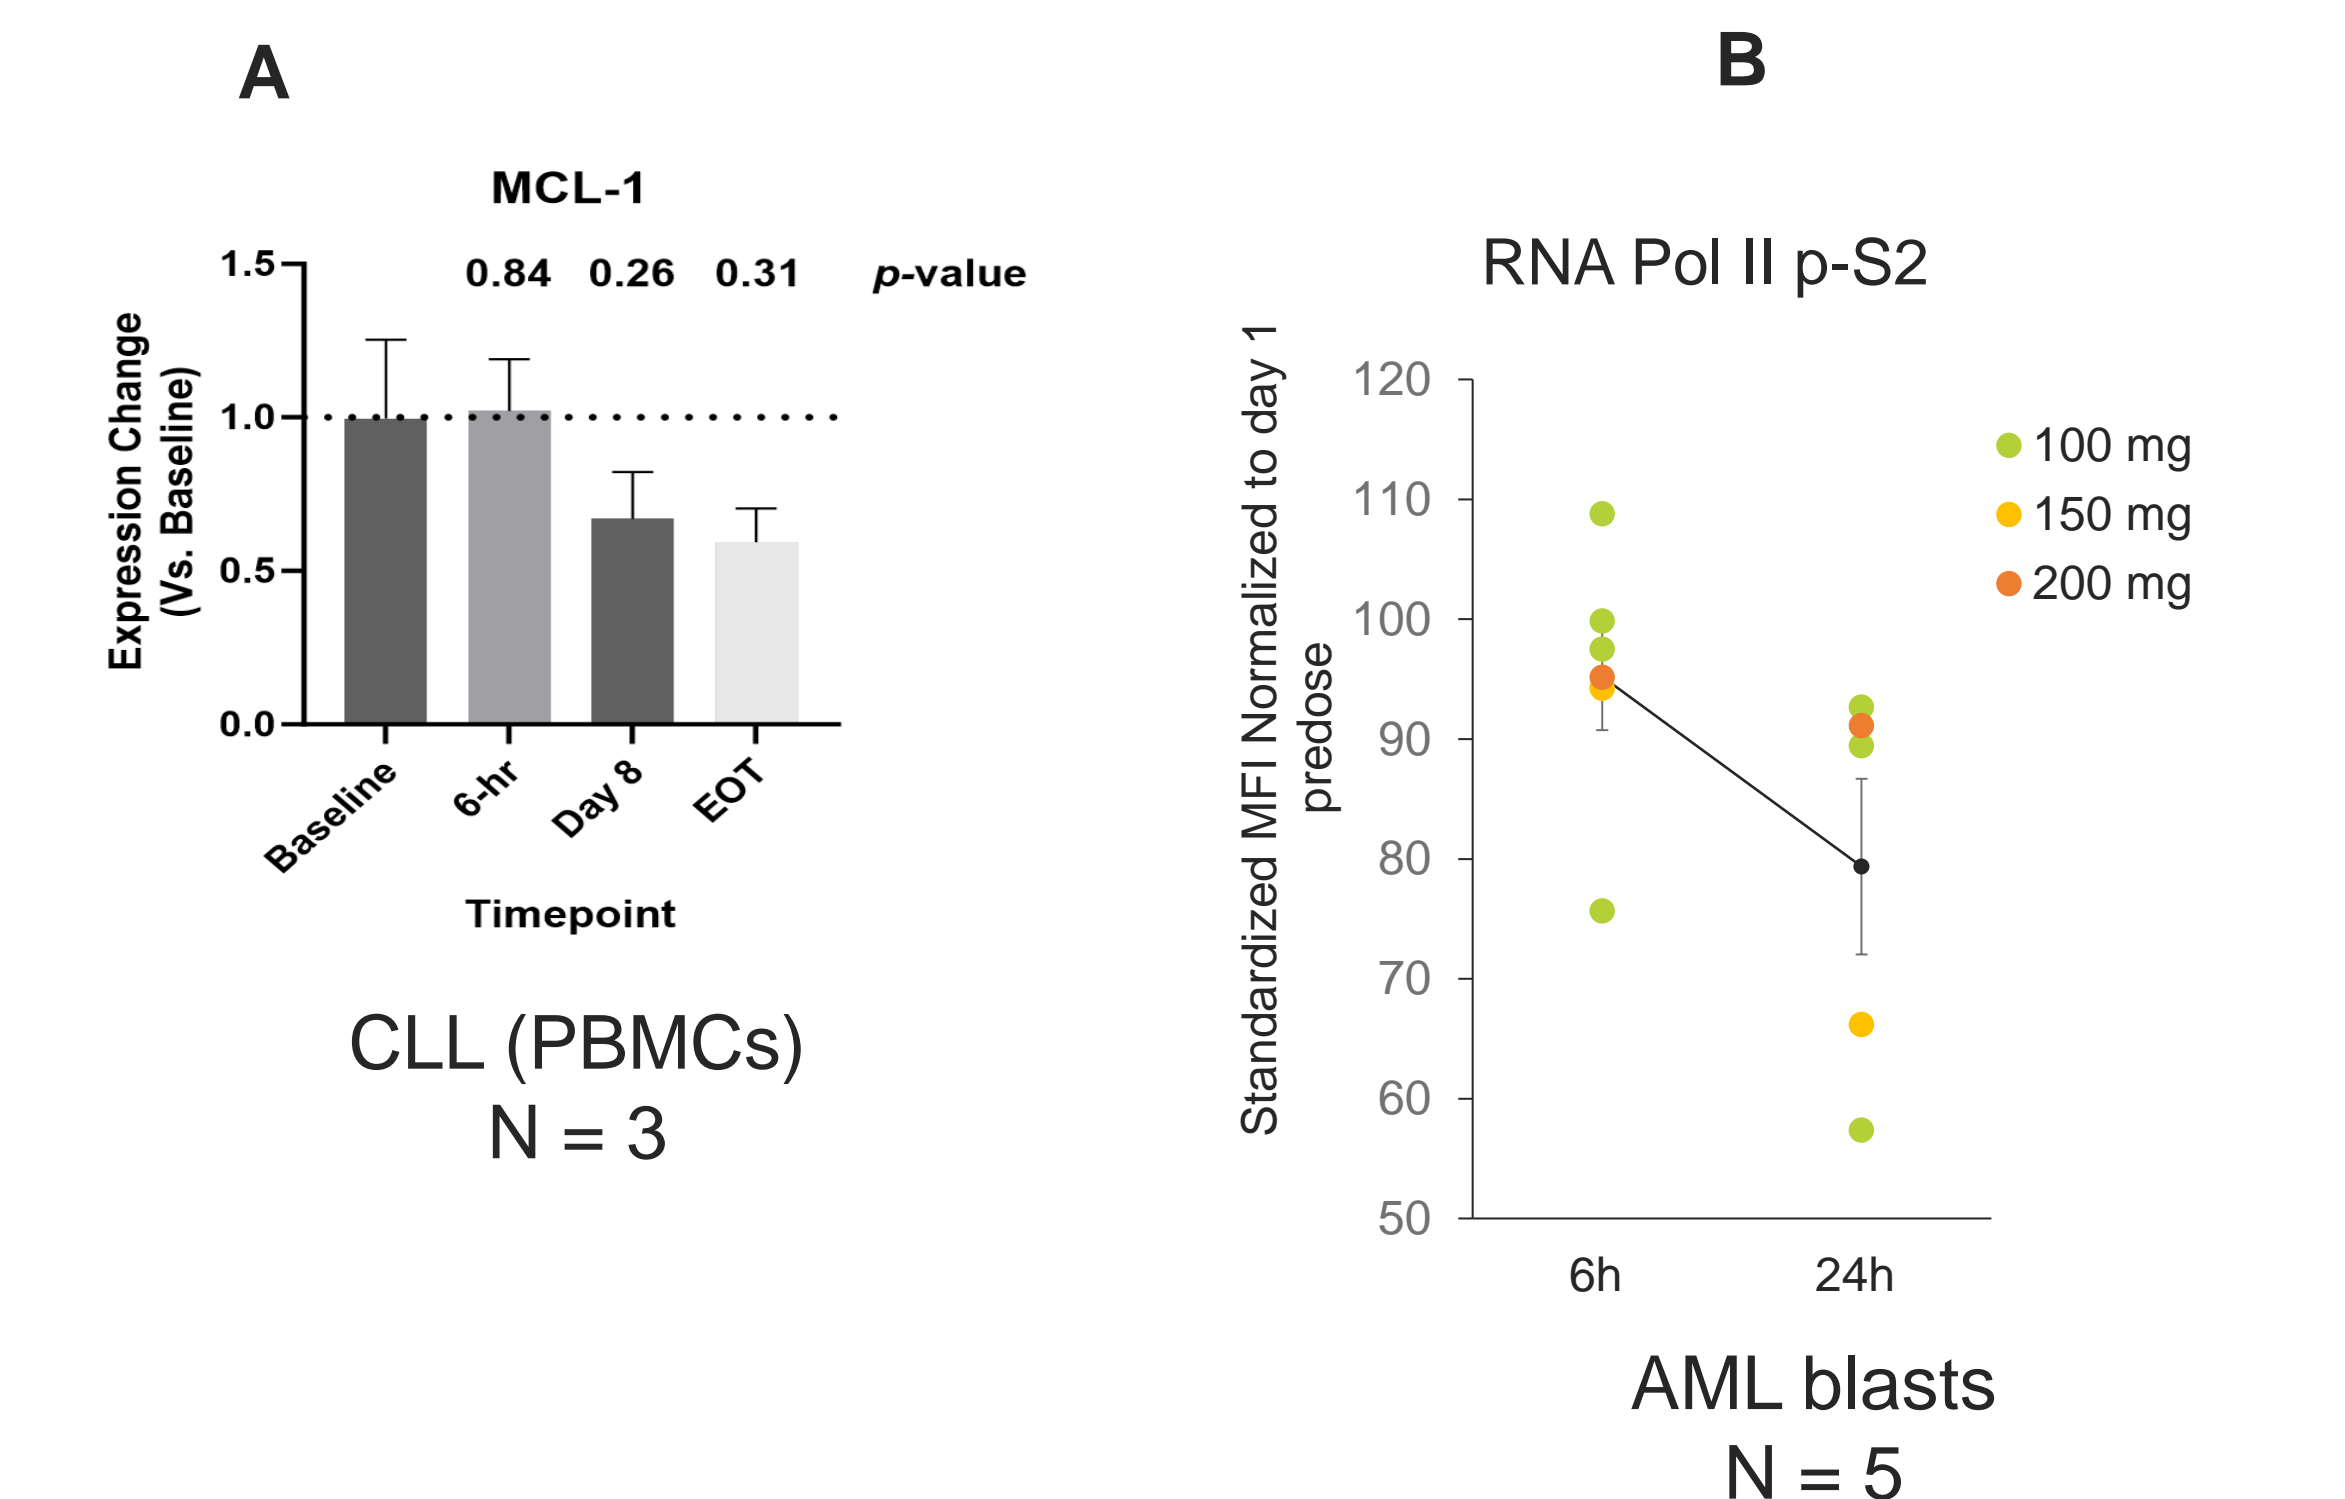 A
MCL-1
1.5
0.84 0.26 0.31 p-value
1.0
0.5
0.0
Expression Change
(Vs. Baseline)
Baseline
6-hr
Day 8
EOT
Timepoint
CLL (PBMCs)
N = 3
B
RNA Pol II p-S2
Standardized MFI Normalized to day 1
predose
120
110
100
90
80
70
60
50
6h
24h
100 mg
150 mg
200 mg
AML blasts
N = 5